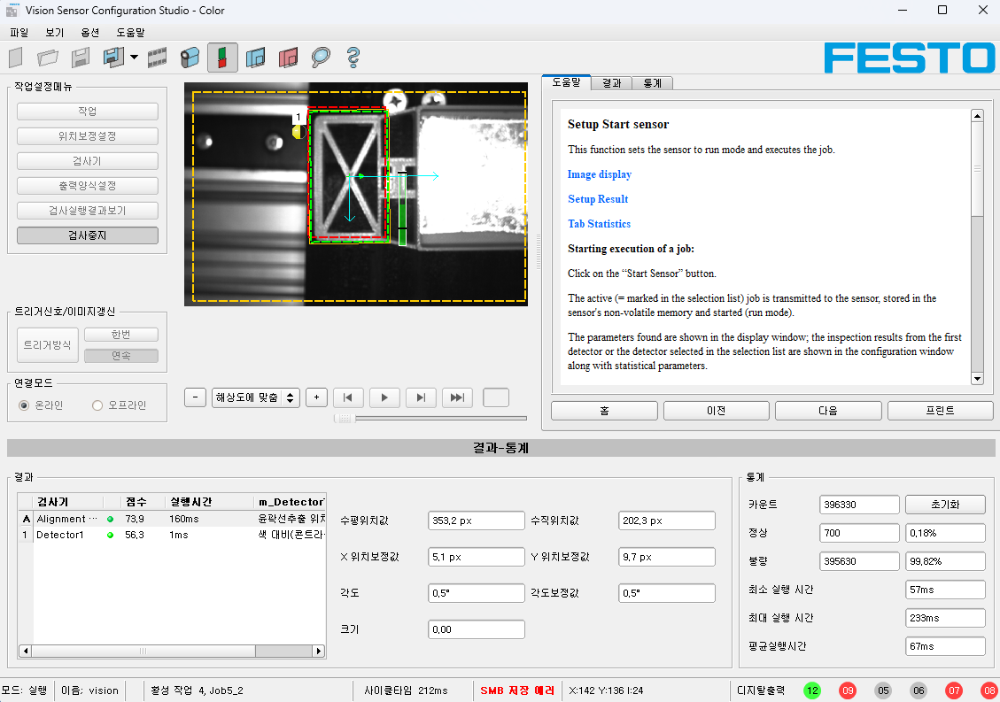 Vision Sensor Configuration Studio - Color
파일 보기 옵션 도움말
FESTO
작업설정메뉴
작업
위치보정설정
검사기
출력양식설정
검사실행결과보기
검사중지
트리거신호/이미지갱신
트리거방식
한번
연속
연결모드
온라인 오프라인
1
- 해상도에 맞춤 +
도움말 결과 통계
Setup Start sensor
This function sets the sensor to run mode and executes the job.
Image display
Setup Result
Tab Statistics
Starting execution of a job:
Click on the “Start Sensor” button.
The active (= marked in the selection list) job is transmitted to the sensor, stored in the
sensor's non-volatile memory and started (run mode).
The parameters found are shown in the display window; the inspection results from the first
detector or the detector selected in the selection list are shown in the configuration window
along with statistical parameters.
홈 이전 다음 프린트
결과-통계
결과
검사기 점수 실행시간 m_Detector
A Alignment ··· 73,9 160ms 윤곽선추출 위치
1 Detector1 56,3 1ms 색 대비(콘트라
수평위치값 353,2 px 수직위치값 202,3 px
X 위치보정값 5,1 px Y 위치보정값 9,7 px
각도 0,5° 각도보정값 0,5°
크기 0,00
통계
카운트 396330 초기화
정상 700 0,18%
불량 395630 99,82%
최소 실행 시간 57ms
최대 실행 시간 233ms
평균실행시간 67ms
모드: 실행 이름; vision 활성 작업 4, Job5_2 사이클타임 212ms SMB 저장 에러 X:142 Y:136 I:24 디지탈출력 12 09 05 06 07 08